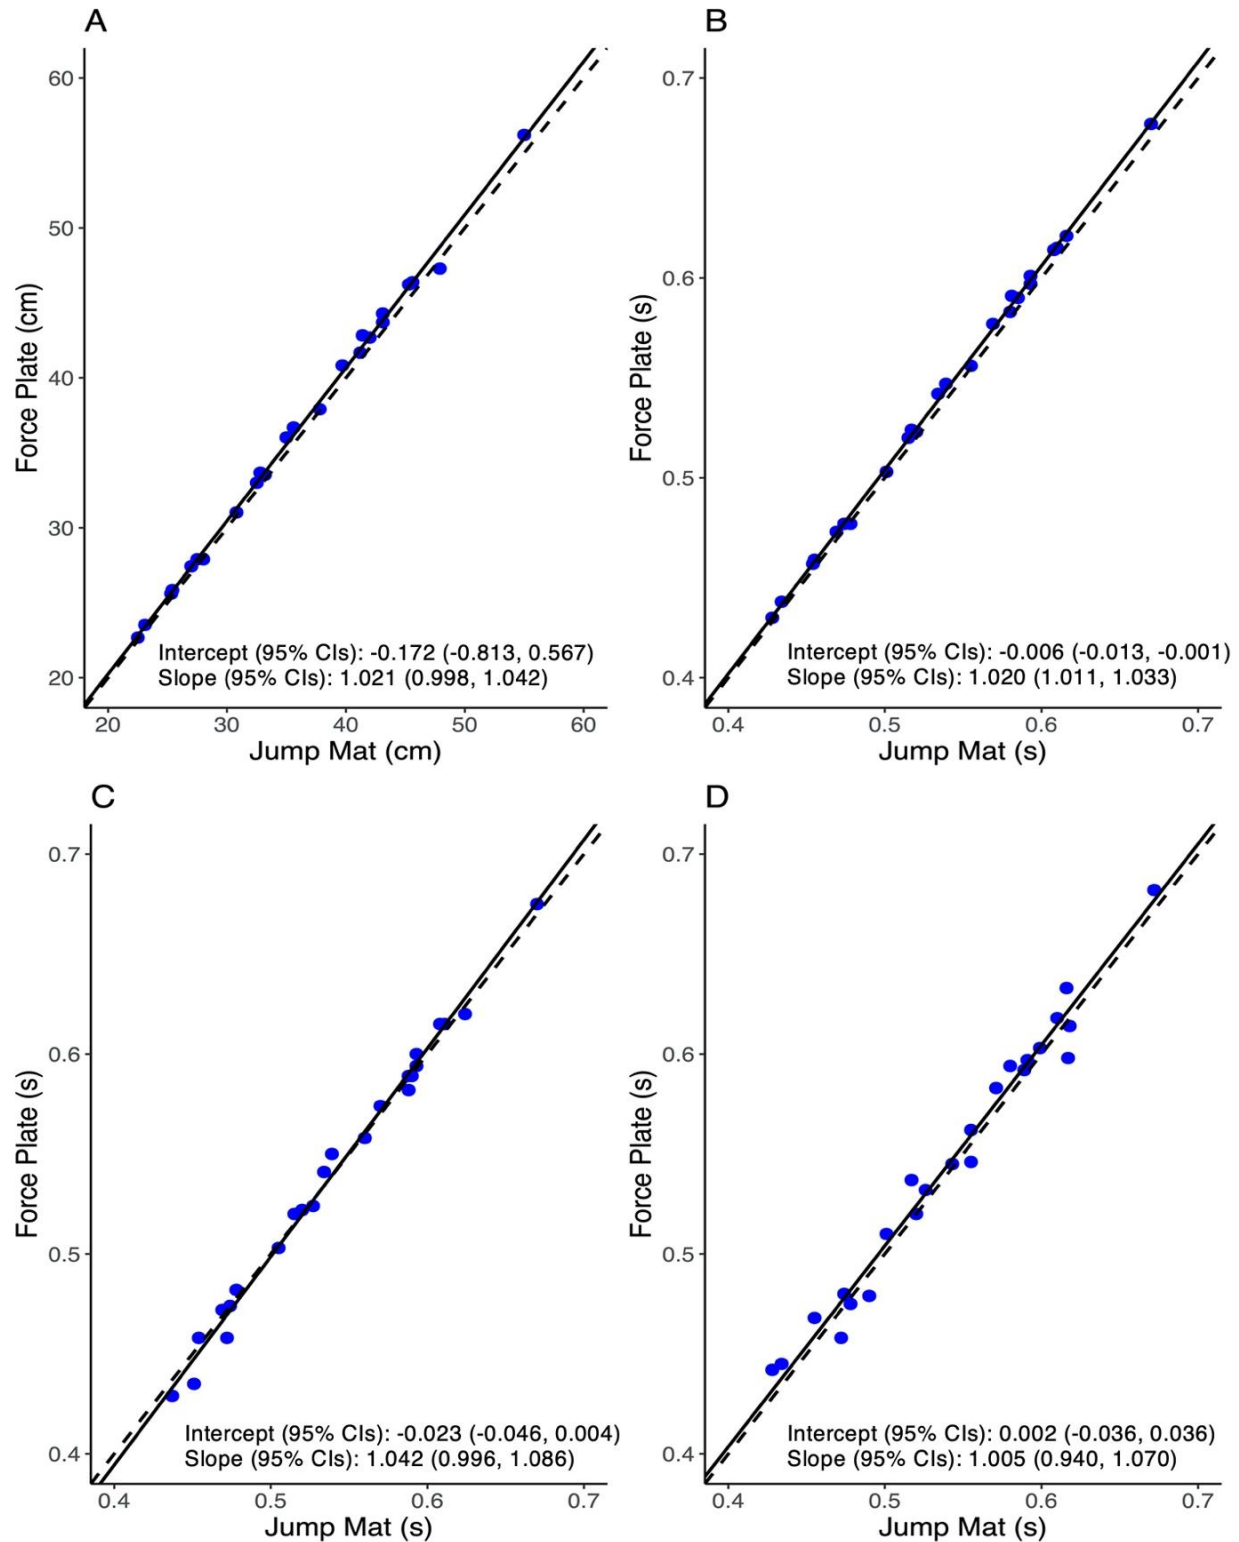 A
60
50
40
30
20
Force Plate (cm)
Intercept (95% CIs): -0.172 (-0.813, 0.567)
Slope (95% CIs): 1.021 (0.998, 1.042)
20 30 40 50 60
Jump Mat (cm)
B
0.7
0.6
0.5
0.4
Force Plate (s)
Intercept (95% CIs): -0.006 (-0.013, -0.001)
Slope (95% CIs): 1.020 (1.011, 1.033)
0.4 0.5 0.6 0.7
Jump Mat (s)
C
0.7
0.6
0.5
0.4
Force Plate (s)
Intercept (95% CIs): -0.023 (-0.046, 0.004)
Slope (95% CIs): 1.042 (0.996, 1.086)
0.4 0.5 0.6 0.7
Jump Mat (s)
D
0.7
0.6
0.5
0.4
Force Plate (s)
Intercept (95% CIs): 0.002 (-0.036, 0.036)
Slope (95% CIs): 1.005 (0.940, 1.070)
0.4 0.5 0.6 0.7
Jump Mat (s)